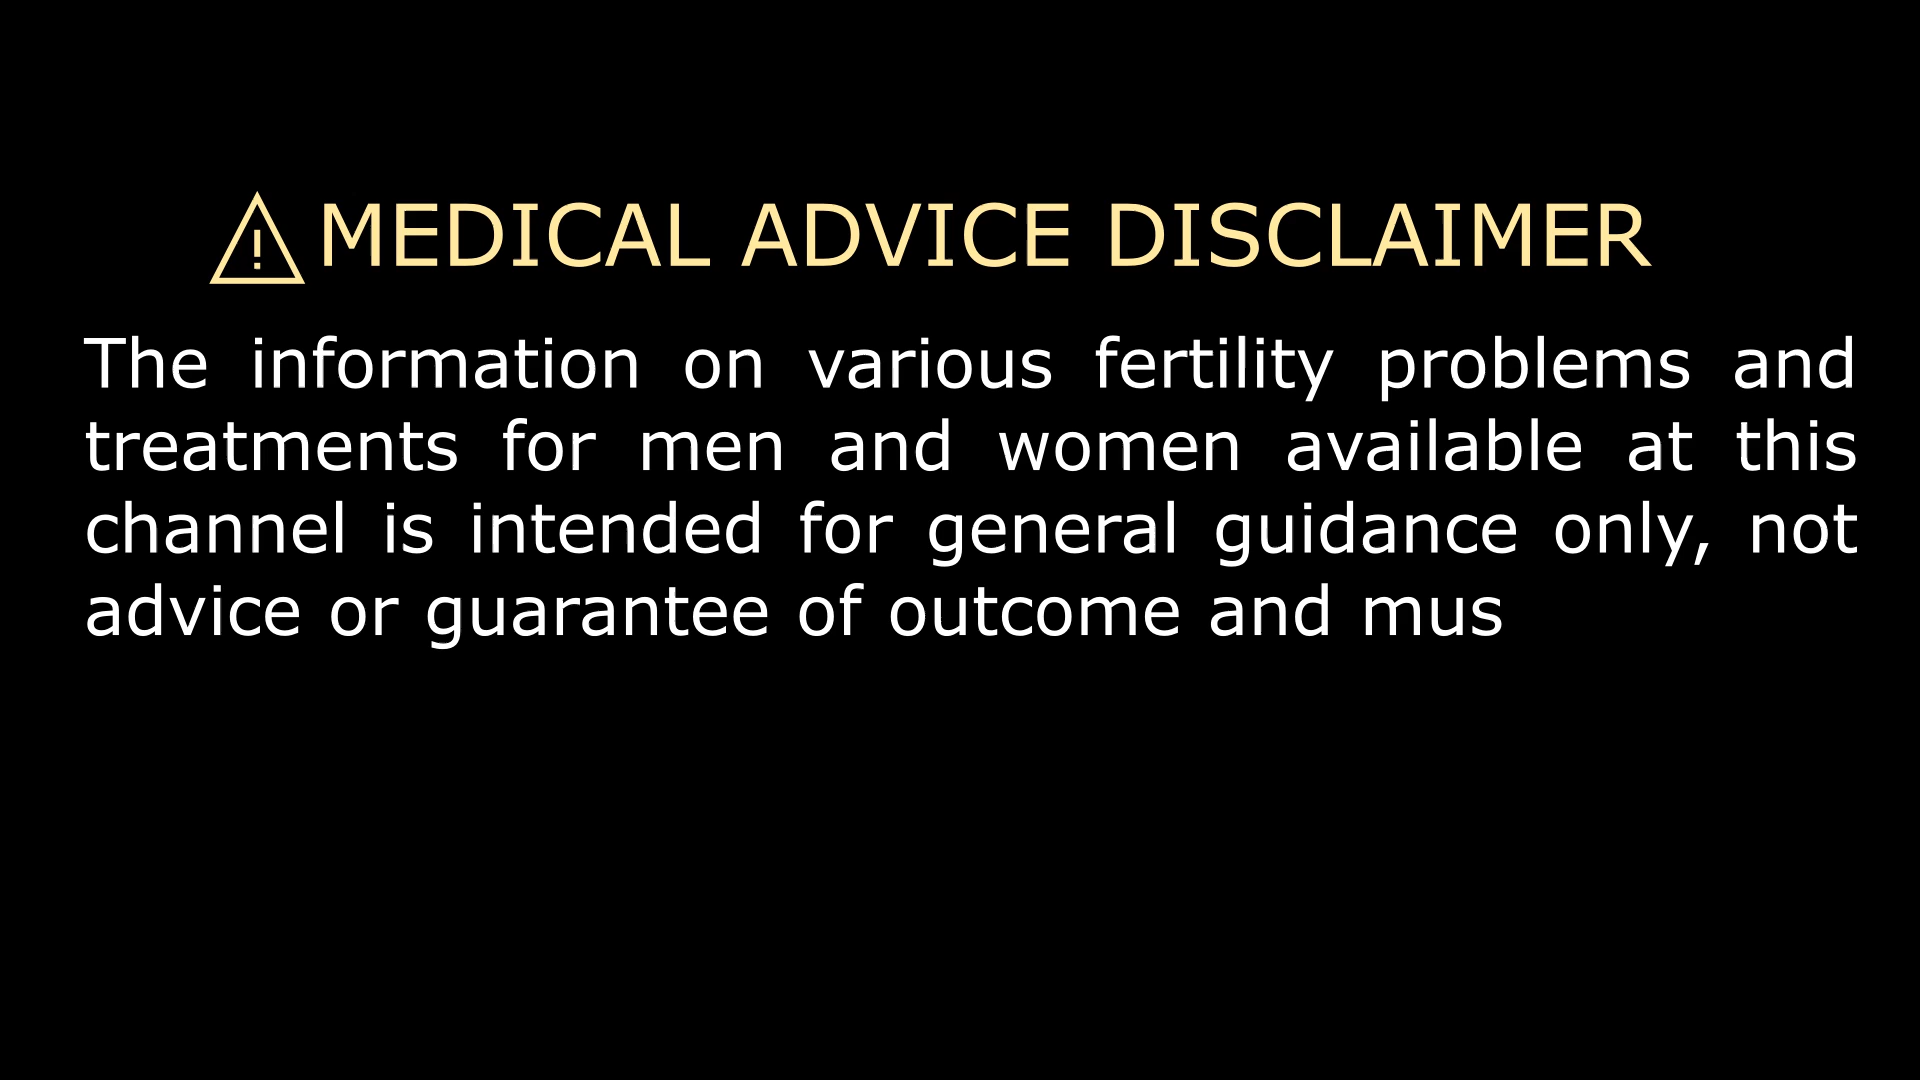 ⚠ MEDICAL ADVICE DISCLAIMER
The information on various fertility problems and
treatments for men and women available at this
channel is intended for general guidance only, not
advice or guarantee of outcome and mus